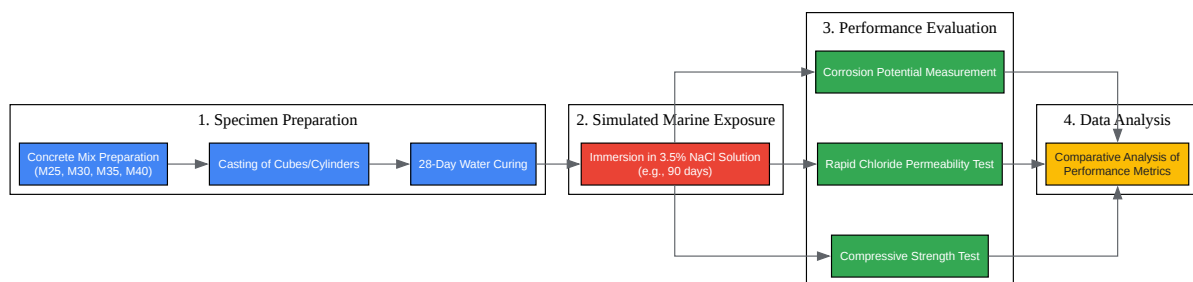 1. Specimen Preparation
Concrete Mix Preparation
(M25, M30, M35, M40)
Casting of Cubes/Cylinders
28-Day Water Curing
2. Simulated Marine Exposure
Immersion in 3.5% NaCl Solution
(e.g., 90 days)
3. Performance Evaluation
Corrosion Potential Measurement
Rapid Chloride Permeability Test
Compressive Strength Test
4. Data Analysis
Comparative Analysis of
Performance Metrics